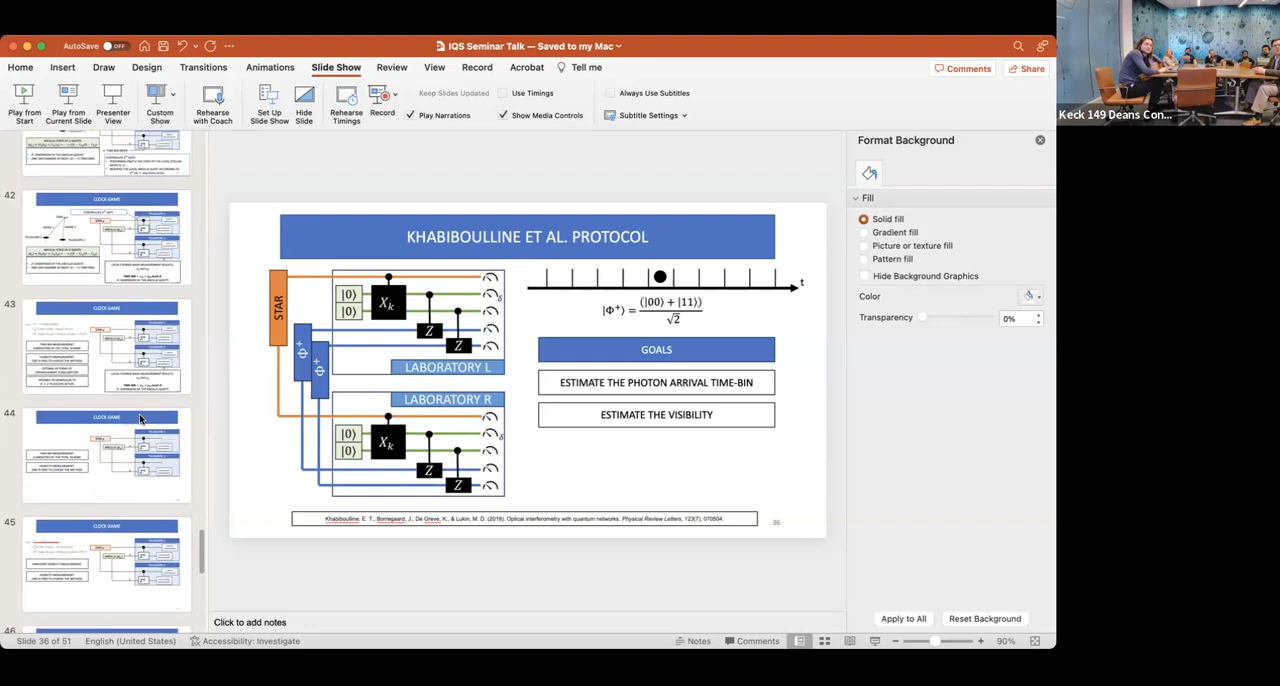 AutoSave OFF
IQS Seminar Talk — Saved to my Mac
Home Insert Draw Design Transitions Animations Slide Show Review View Record Acrobat Tell me
Comments Share
Play from Start
Play from Current Slide
Presenter View
Custom Show
Rehearse with Coach
Set Up Slide Show
Hide Slide
Rehearse Timings
Record
Keep Slides Updated
Use Timings
Play Narrations
Show Media Controls
Always Use Subtitles
Subtitle Settings
Keck 149 Deans Con...
42
CLOCK GAME
43
CLOCK GAME
44
CLOCK GAME
45
CLOCK GAME
46
KHABIBOULLINE ET AL. PROTOCOL
STAR
|0⟩
|0⟩
X_k
Z
Z
δ
Φ⁺
Φ⁺
LABORATORY L
LABORATORY R
|0⟩
|0⟩
X_k
Z
Z
δ
t
|Φ⁺⟩ = (|00⟩ + |11⟩) / √2
GOALS
ESTIMATE THE PHOTON ARRIVAL TIME-BIN
ESTIMATE THE VISIBILITY
Khabiboulline, E. T., Borregaard, J., De Greve, K., & Lukin, M. D. (2019). Optical interferometry with quantum networks. Physical Review Letters, 123(7), 070504.
36
Format Background
Fill
Solid fill
Gradient fill
Picture or texture fill
Pattern fill
Hide Background Graphics
Color
Transparency 0%
Apply to All Reset Background
Click to add notes
Slide 36 of 51 English (United States) Accessibility: Investigate
Notes Comments 90%